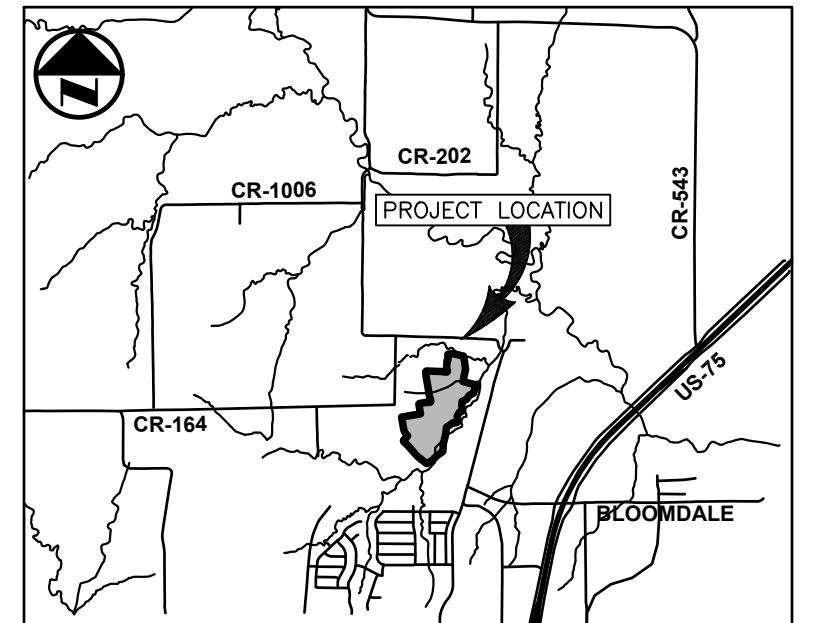 N
CR-202
CR-1006
PROJECT LOCATION
CR-543
US-75
CR-164
BLOOMDALE